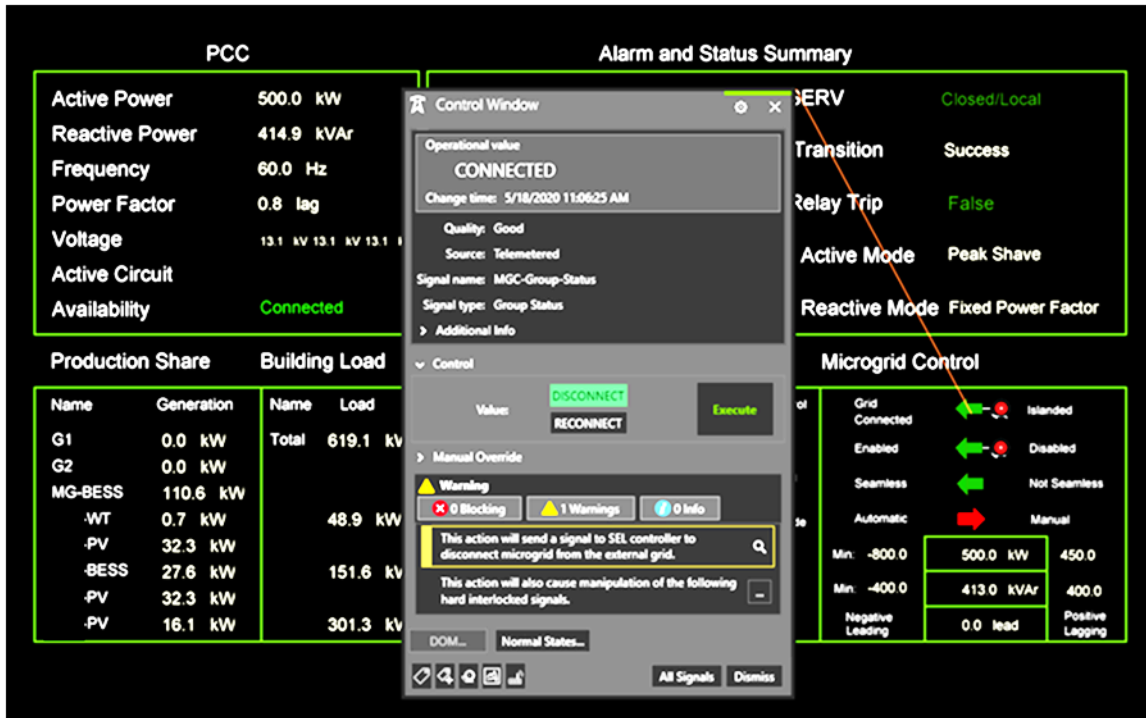 PCC
Active Power 500.0 kW
Reactive Power 414.9 kVAr
Frequency 60.0 Hz
Power Factor 0.8 lag
Voltage 13.1 kV 13.1 kV 13.1
Active Circuit
Availability Connected
Alarm and Status Summary
SERV Closed/Local
Transition Success
Relay Trip False
Active Mode Peak Shave
Reactive Mode Fixed Power Factor
Control Window
Operational value
CONNECTED
Change time: 5/18/2020 11:06:25 AM
Quality: Good
Source: Telemetered
Signal name: MGC-Group-Status
Signal type: Group Status
> Additional Info
Control
Value: DISCONNECT
RECONNECT
Execute
> Manual Override
Warning
0 Blocking 1 Warnings 0 Info
This action will send a signal to SEL controller to
disconnect microgrid from the external grid.
This action will also cause manipulation of the following
hard interlocked signals.
DOM... Normal States...
All Signals Dismiss
Production Share
Name Generation
G1 0.0 kW
G2 0.0 kW
MG-BESS 110.6 kW
-WT 0.7 kW
-PV 32.3 kW
-BESS 27.6 kW
-PV 32.3 kW
-PV 16.1 kW
Building Load
Name Load
Total 619.1 kW
48.9 kW
151.6 kW
301.3 kW
Microgrid Control
Grid Connected Islanded
Enabled Disabled
Seamless Not Seamless
Automatic Manual
Min: -800.0 500.0 kW 450.0
Min: -400.0 413.0 kVAr 400.0
Negative Leading 0.0 lead Positive Lagging